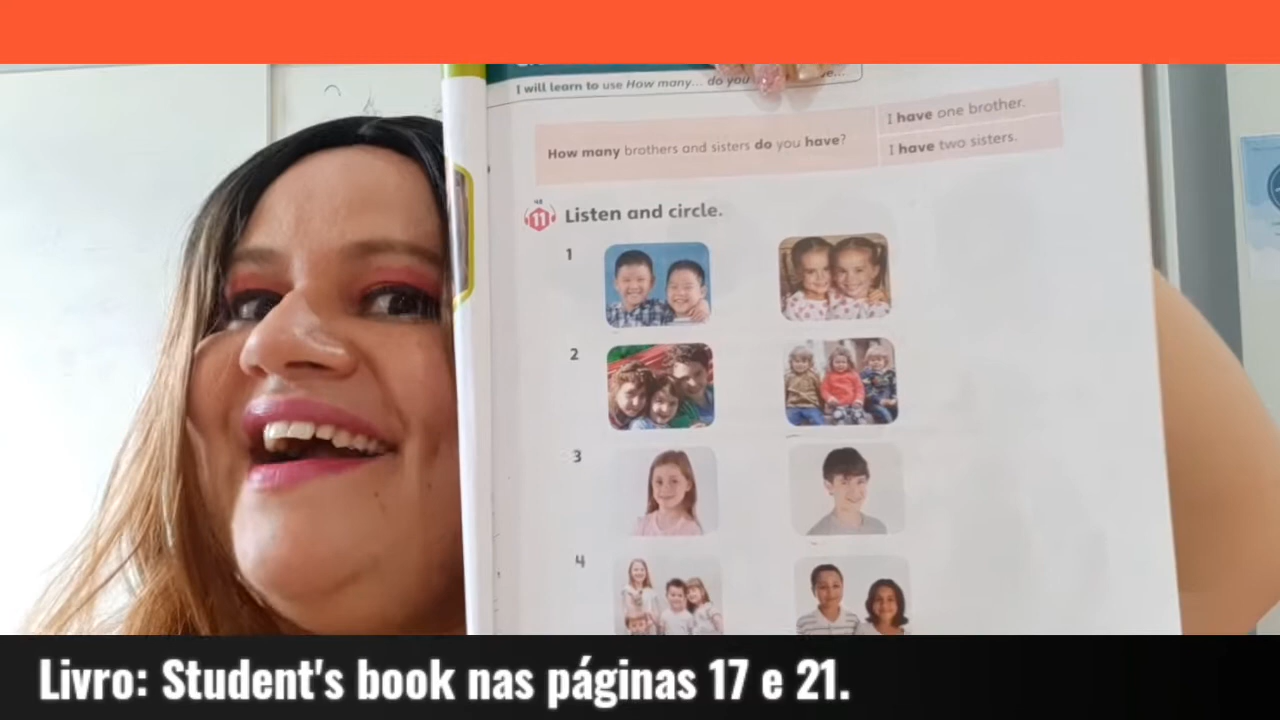 I will learn to use How many... do you
How many brothers and sisters do you have?
I have one brother.
I have two sisters.
11 Listen and circle.
1
2
3
4
Livro: Student's book nas páginas 17 e 21.